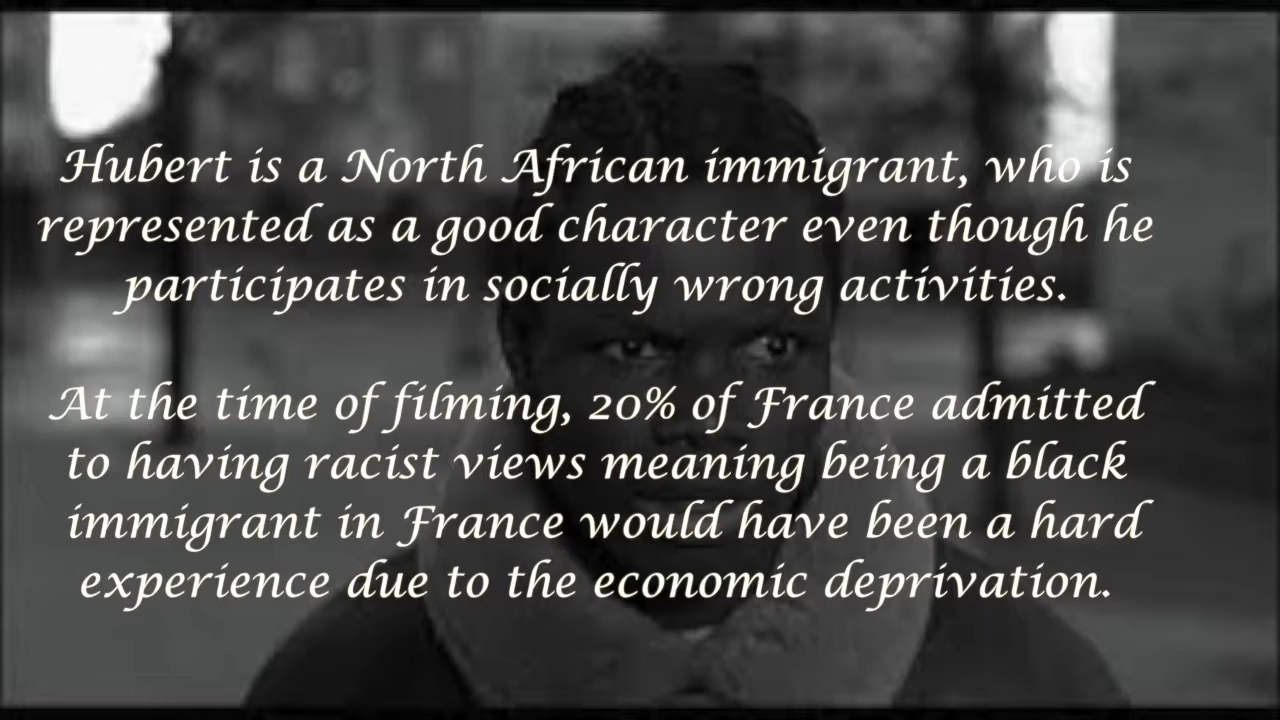 Hubert is a North African immigrant, who is
represented as a good character even though he
participates in socially wrong activities.
At the time of filming, 20% of France admitted
to having racist views meaning being a black
immigrant in France would have been a hard
experience due to the economic deprivation.